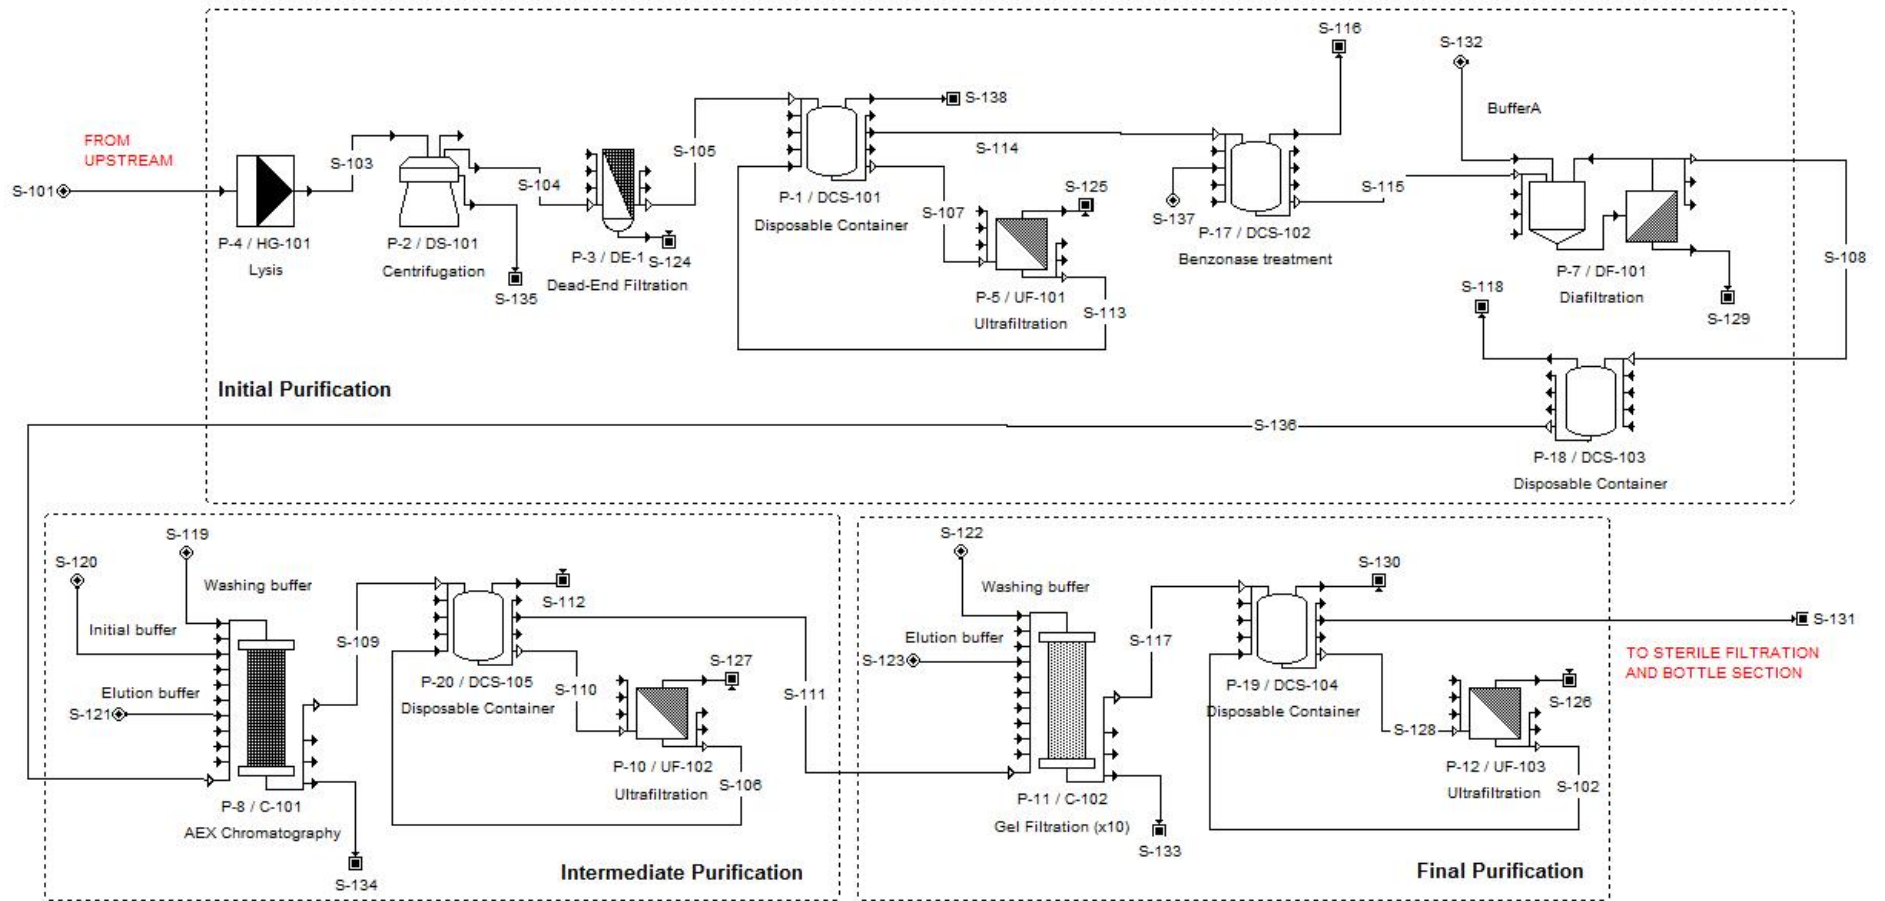 S-116
S-132
BufferA
S-138
FROM
UPSTREAM
S-103
S-105
S-114
S-101
S-104
S-125
S-115
P-1 / DCS-101
Disposable Container
S-107
S-137
P-17 / DCS-102
Benzonase treatment
P-4 / HG-101
Lysis
P-2 / DS-101
Centrifugation
P-3 / DE-1
S-124
Dead-End Filtration
S-135
P-5 / UF-101
Ultrafiltration
S-113
P-7 / DF-101
Diafiltration
S-108
S-118
S-129
Initial Purification
S-136
P-18 / DCS-103
Disposable Container
S-119
S-120
Washing buffer
Initial buffer
Elution buffer
S-121
S-109
S-112
P-20 / DCS-105
Disposable Container
S-110
S-127
S-111
P-10 / UF-102
Ultrafiltration
S-106
P-8 / C-101
AEX Chromatography
S-134
Intermediate Purification
S-122
Washing buffer
Elution buffer
S-123
S-117
S-130
S-131
TO STERILE FILTRATION
AND BOTTLE SECTION
P-19 / DCS-104
Disposable Container
S-128
S-126
P-12 / UF-103
Ultrafiltration
S-102
P-11 / C-102
Gel Filtration (x10)
S-133
Final Purification